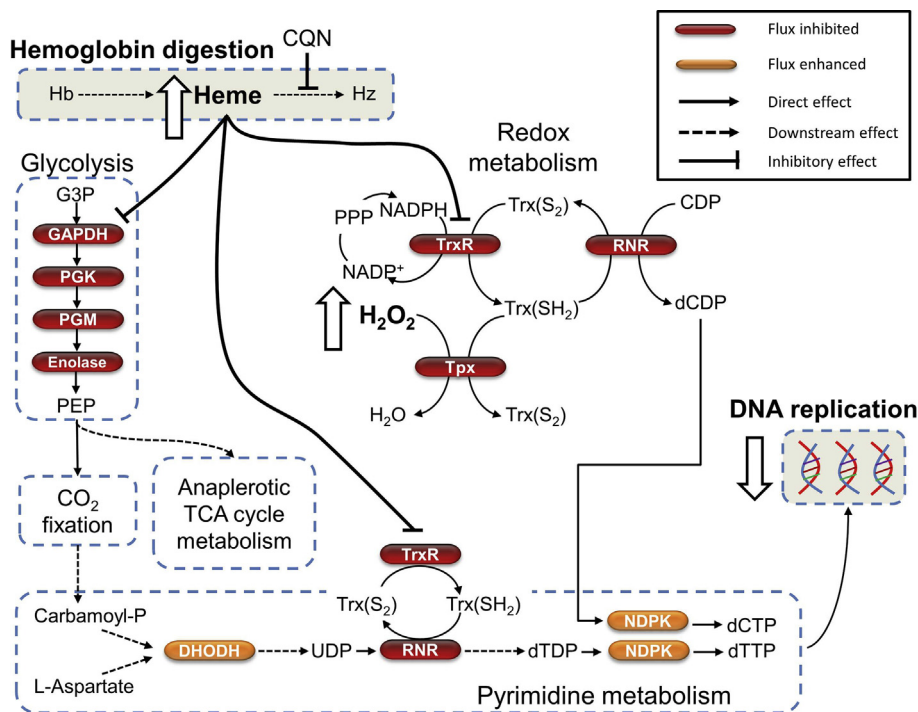 Hemoglobin digestion
CQN
Hb
Heme
Hz
Flux inhibited
Flux enhanced
Direct effect
Downstream effect
Inhibitory effect
Glycolysis
G3P
GAPDH
PGK
PGM
Enolase
PEP
Redox
metabolism
PPP
NADPH
NADP⁺
TrxR
Trx(S₂)
Trx(SH₂)
RNR
CDP
dCDP
H₂O₂
Tpx
H₂O
Trx(S₂)
DNA replication
CO₂
fixation
Anaplerotic
TCA cycle
metabolism
TrxR
Trx(S₂)
Trx(SH₂)
Carbamoyl-P
L-Aspartate
DHODH
UDP
RNR
dTDP
NDPK
dCTP
NDPK
dTTP
Pyrimidine metabolism